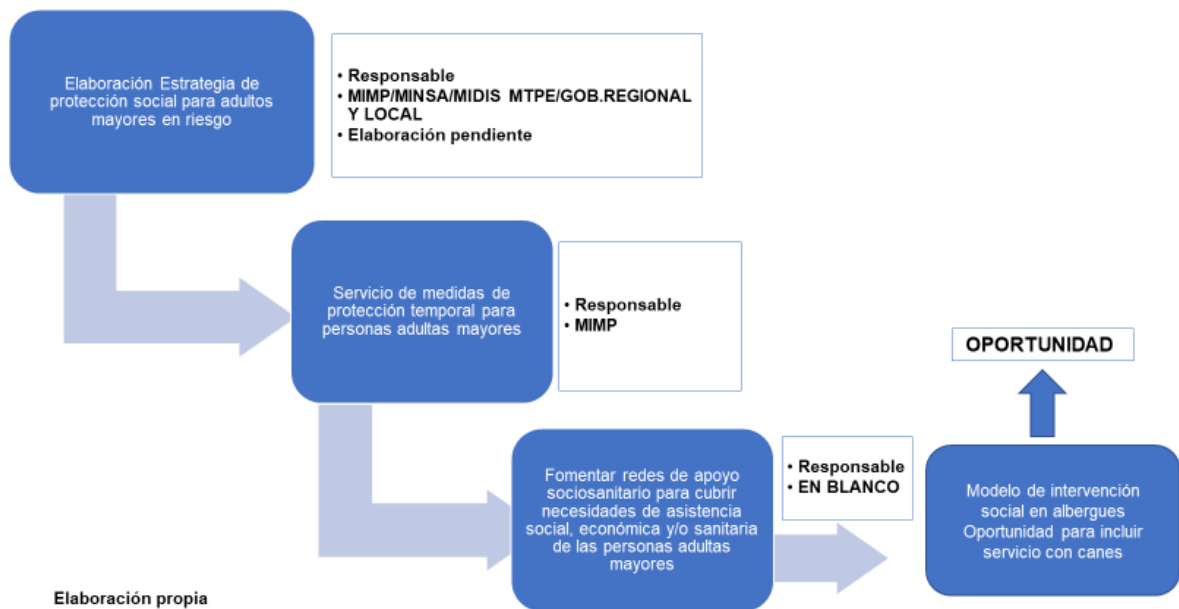 Elaboración Estrategia de
protección social para adultos
mayores en riesgo
• Responsable
• MIMP/MINSA/MIDIS MTPE/GOB.REGIONAL
Y LOCAL
• Elaboración pendiente
Servicio de medidas de
protección temporal para
personas adultas mayores
• Responsable
• MIMP
OPORTUNIDAD
Fomentar redes de apoyo
sociosanitario para cubrir
necesidades de asistencia
social, económica y/o sanitaria
de las personas adultas
mayores
• Responsable
• EN BLANCO
Modelo de intervención
social en albergues
Oportunidad para incluir
servicio con canes
Elaboración propia